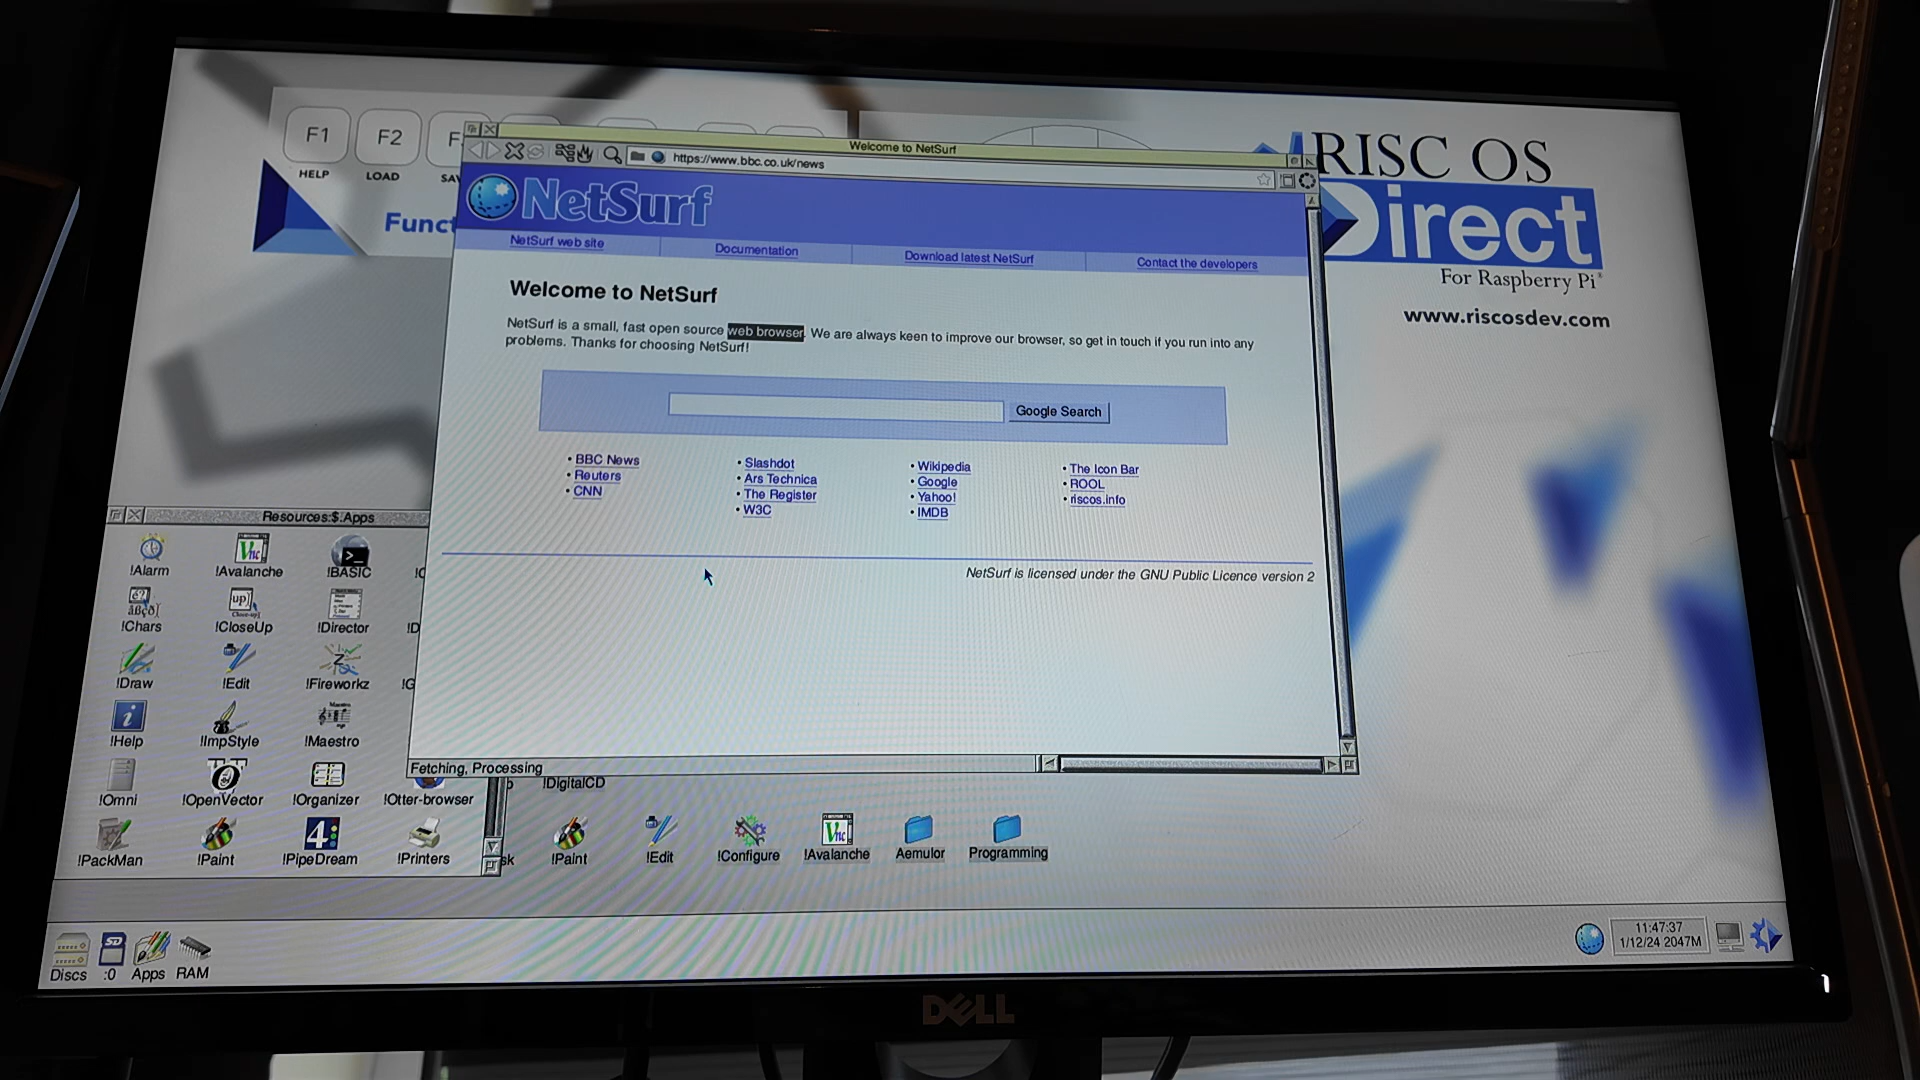 F1
F2
HELP
LOAD
Welcome to NetSurf
https://www.bbc.co.uk/news
RISC OS
Direct
For Raspberry Pi®
www.riscosdev.com
NetSurf
NetSurf web site
Documentation
Download latest NetSurf
Contact the developers
Welcome to NetSurf
NetSurf is a small, fast open source web browser. We are always keen to improve our browser, so get in touch if you run into any
problems. Thanks for choosing NetSurf!
Google Search
• BBC News
• Reuters
• CNN
• Slashdot
• Ars Technica
• The Register
• W3C
• Wikipedia
• Google
• Yahoo!
• IMDB
• The Icon Bar
• ROOL
• riscos.info
NetSurf is licensed under the GNU Public Licence version 2
Fetching, Processing
Resources:$.Apps
!Alarm
!Avalanche
!BASIC
!Chars
!CloseUp
!Director
!Draw
!Edit
!Fireworkz
!Help
!ImpStyle
!Maestro
!Omni
!OpenVector
!Organizer
!Otter-browser
!PackMan
!Paint
!PipeDream
!Printers
!DigitalCD
!Paint
!Edit
!Configure
!Avalanche
Aemulor
Programming
Discs
:0
Apps
RAM
11:47:37
1/12/24 2047M
DELL